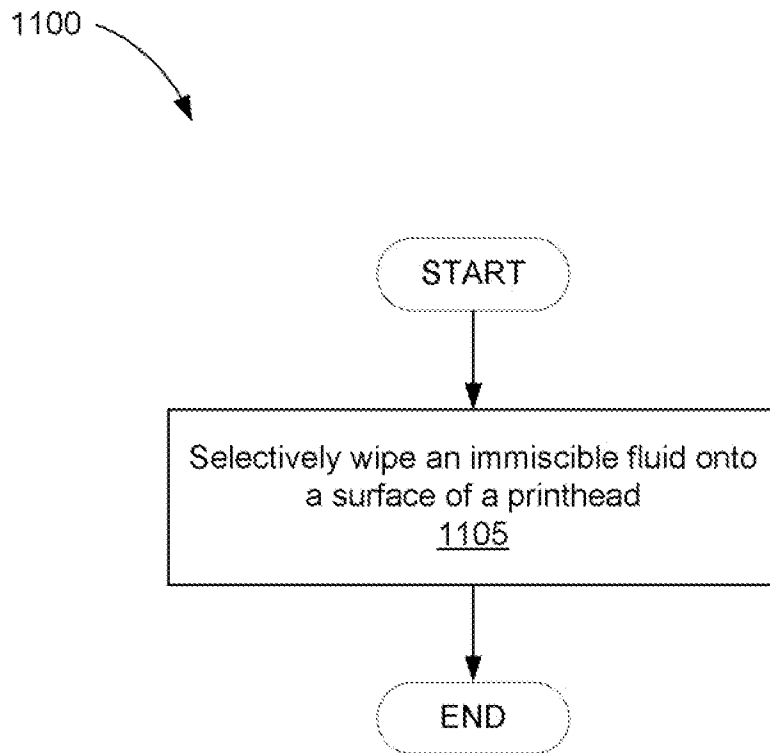 1100
START
Selectively wipe an immiscible fluid onto
a surface of a printhead
1105
END